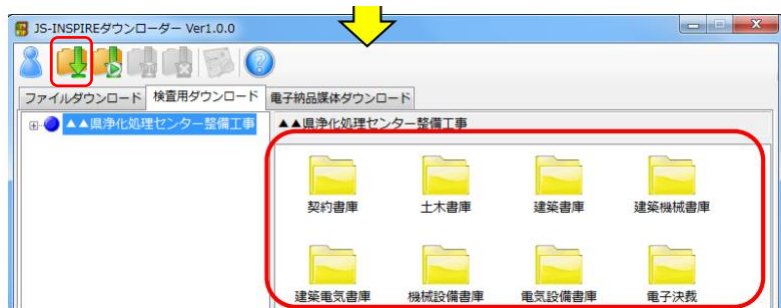 JS-INSPIREダウンローダー Ver1.0.0
ファイルダウンロード 検査用ダウンロード 電子納品媒体ダウンロード
▲▲県浄化処理センター整備工事 ▲▲県浄化処理センター整備工事
契約書庫 土木書庫 建築書庫 建築機械書庫
建築電気書庫 機械設備書庫 電気設備書庫 電子決裁